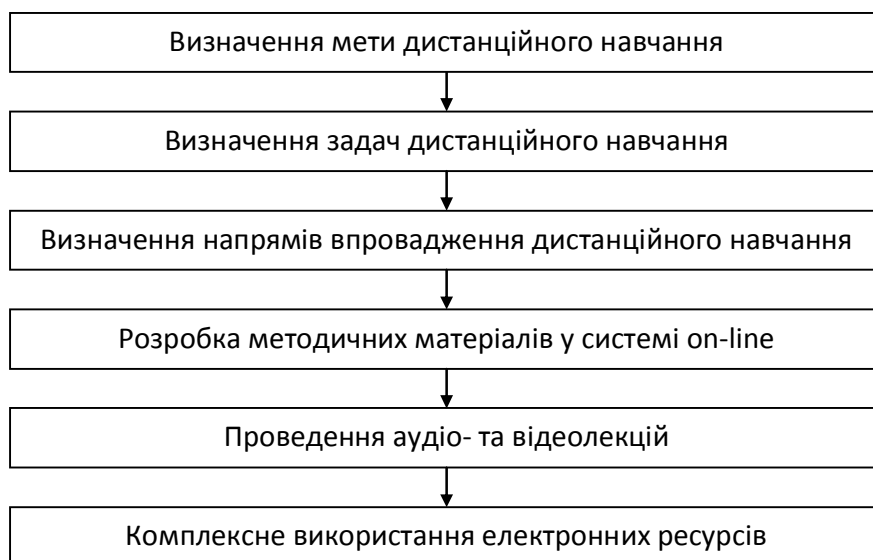 Визначення мети дистанційного навчання
Визначення задач дистанційного навчання
Визначення напрямів впровадження дистанційного навчання
Розробка методичних матеріалів у системі on-line
Проведення аудіо- та відеолекцій
Комплексне використання електронних ресурсів